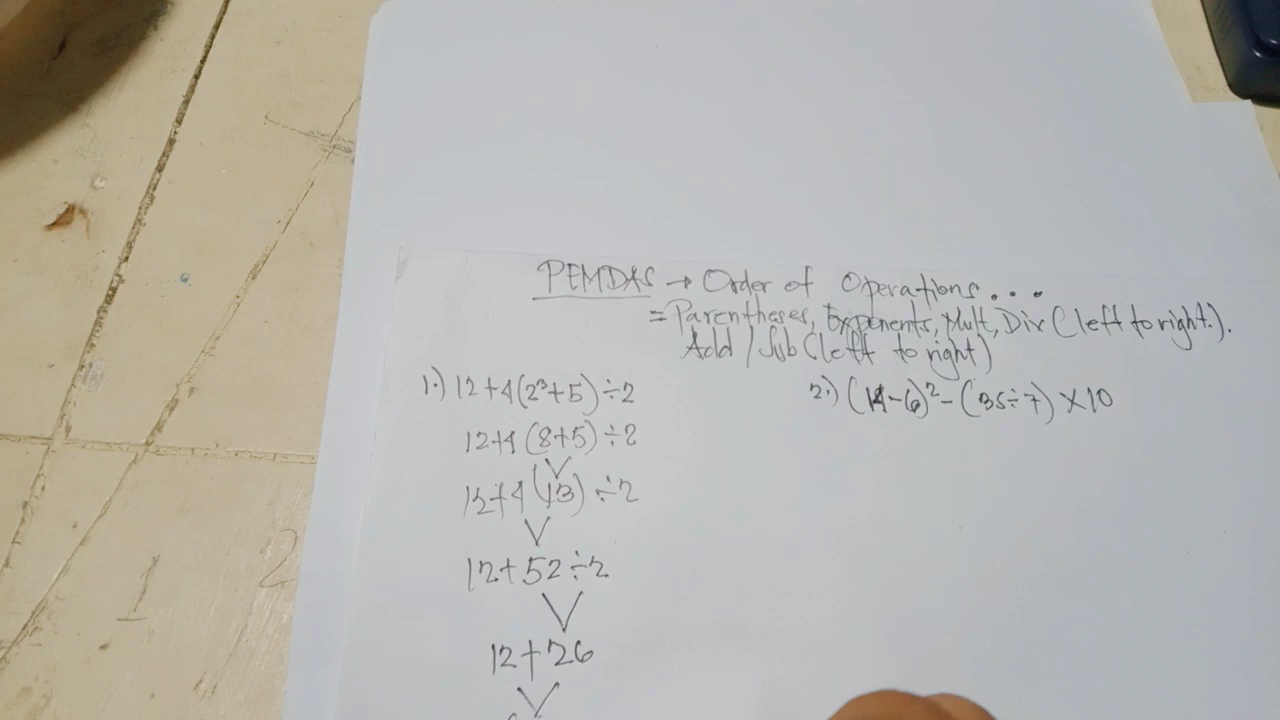 PEMDAS → Order of Operations...
= Parentheses, Exponents, Mult, Div (left to right.).
Add / Sub (left to right)
1.) 12+4(2³+5)÷2
12+4(8+5)÷2
12+4(13)÷2
12+52÷2
12+26
2.) (14-6)²-(35÷7)×10
1
2